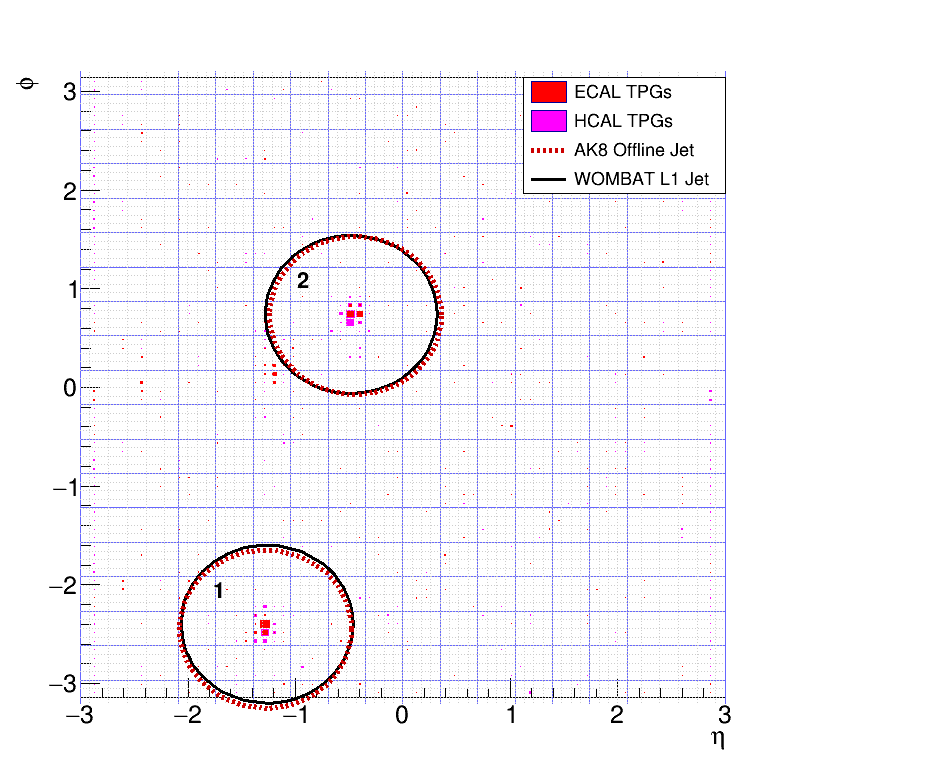 φ
3
ECAL TPGs
HCAL TPGs
AK8 Offline Jet
WOMBAT L1 Jet
2
2
1
0
−1
1
−2
−3
−3 −2 −1 0 1 2 3
η